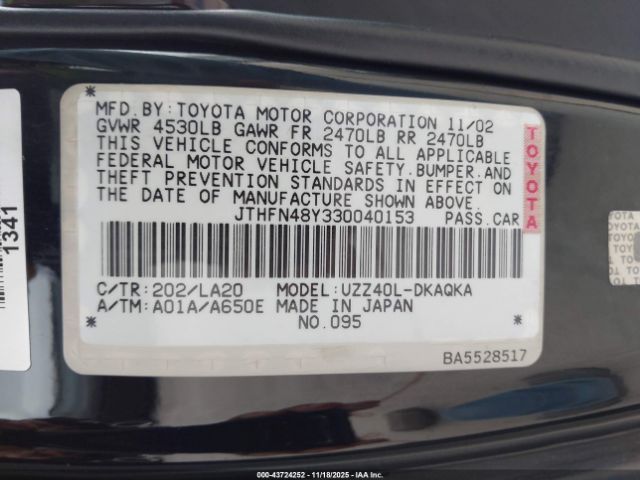 MFD.BY:TOYOTA MOTOR CORPORATION 11/02
GVWR 4530LB GAWR FR 2470LB RR 2470LB
THIS VEHICLE CONFORMS TO ALL APPLICABLE
FEDERAL MOTOR VEHICLE SAFETY.BUMPER.AND
THEFT PREVENTION STANDARDS IN EFFECT ON
THE DATE OF MANUFACTURE SHOWN ABOVE.
JTHFN48Y330040153 PASS.CAR
TOYOTA
C/TR:202/LA20 MODEL:UZZ40L-DKAQKA
A/TM:A01A/A650E MADE IN JAPAN
* NO.095 *
BA5528517
1341
TOYOTA
000-43724252 11/18/2025 IAA Inc.